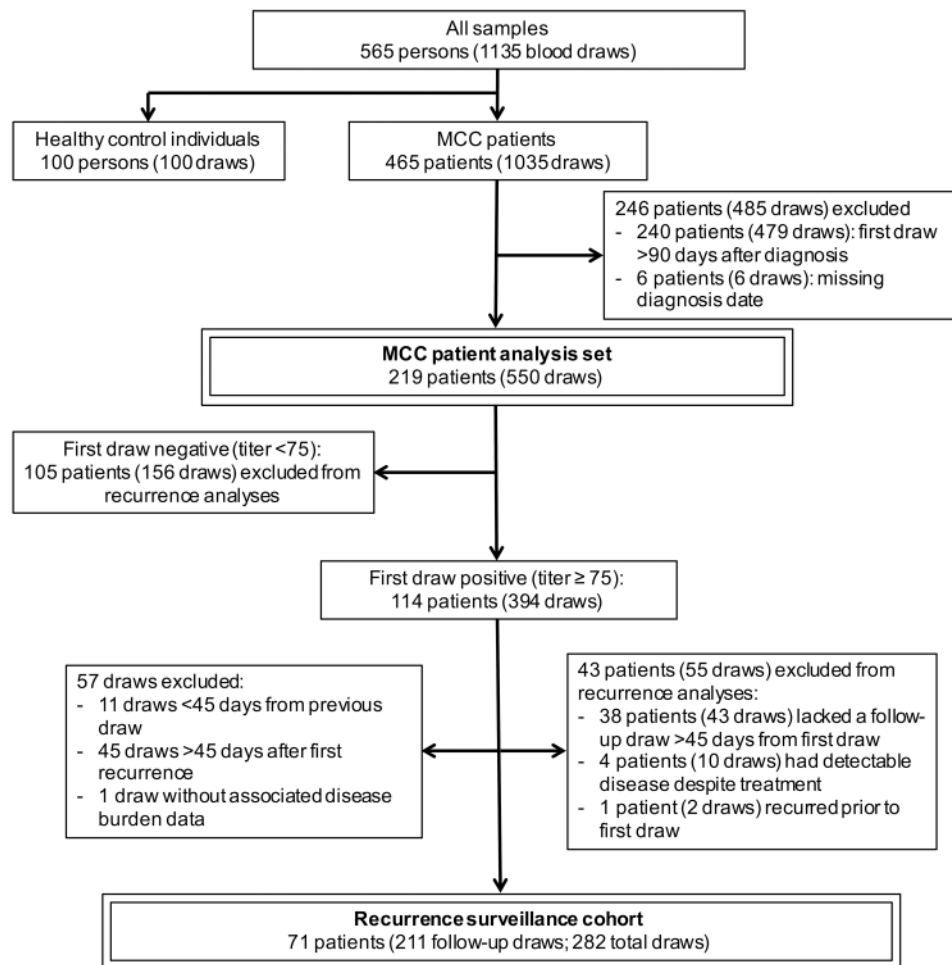 All samples
565 persons (1135 blood draws)
Healthy control individuals
100 persons (100 draws)
MCC patients
465 patients (1035 draws)
246 patients (485 draws) excluded
- 240 patients (479 draws): first draw
>90 days after diagnosis
- 6 patients (6 draws): missing
diagnosis date
MCC patient analysis set
219 patients (550 draws)
First draw negative (titer <75):
105 patients (156 draws) excluded from
recurrence analyses
First draw positive (titer ≥ 75):
114 patients (394 draws)
57 draws excluded:
- 11 draws <45 days from previous
draw
- 45 draws >45 days after first
recurrence
- 1 draw without associated disease
burden data
43 patients (55 draws) excluded from
recurrence analyses:
- 38 patients (43 draws) lacked a follow-
up draw >45 days from first draw
- 4 patients (10 draws) had detectable
disease despite treatment
- 1 patient (2 draws) recurred prior to
first draw
Recurrence surveillance cohort
71 patients (211 follow-up draws; 282 total draws)